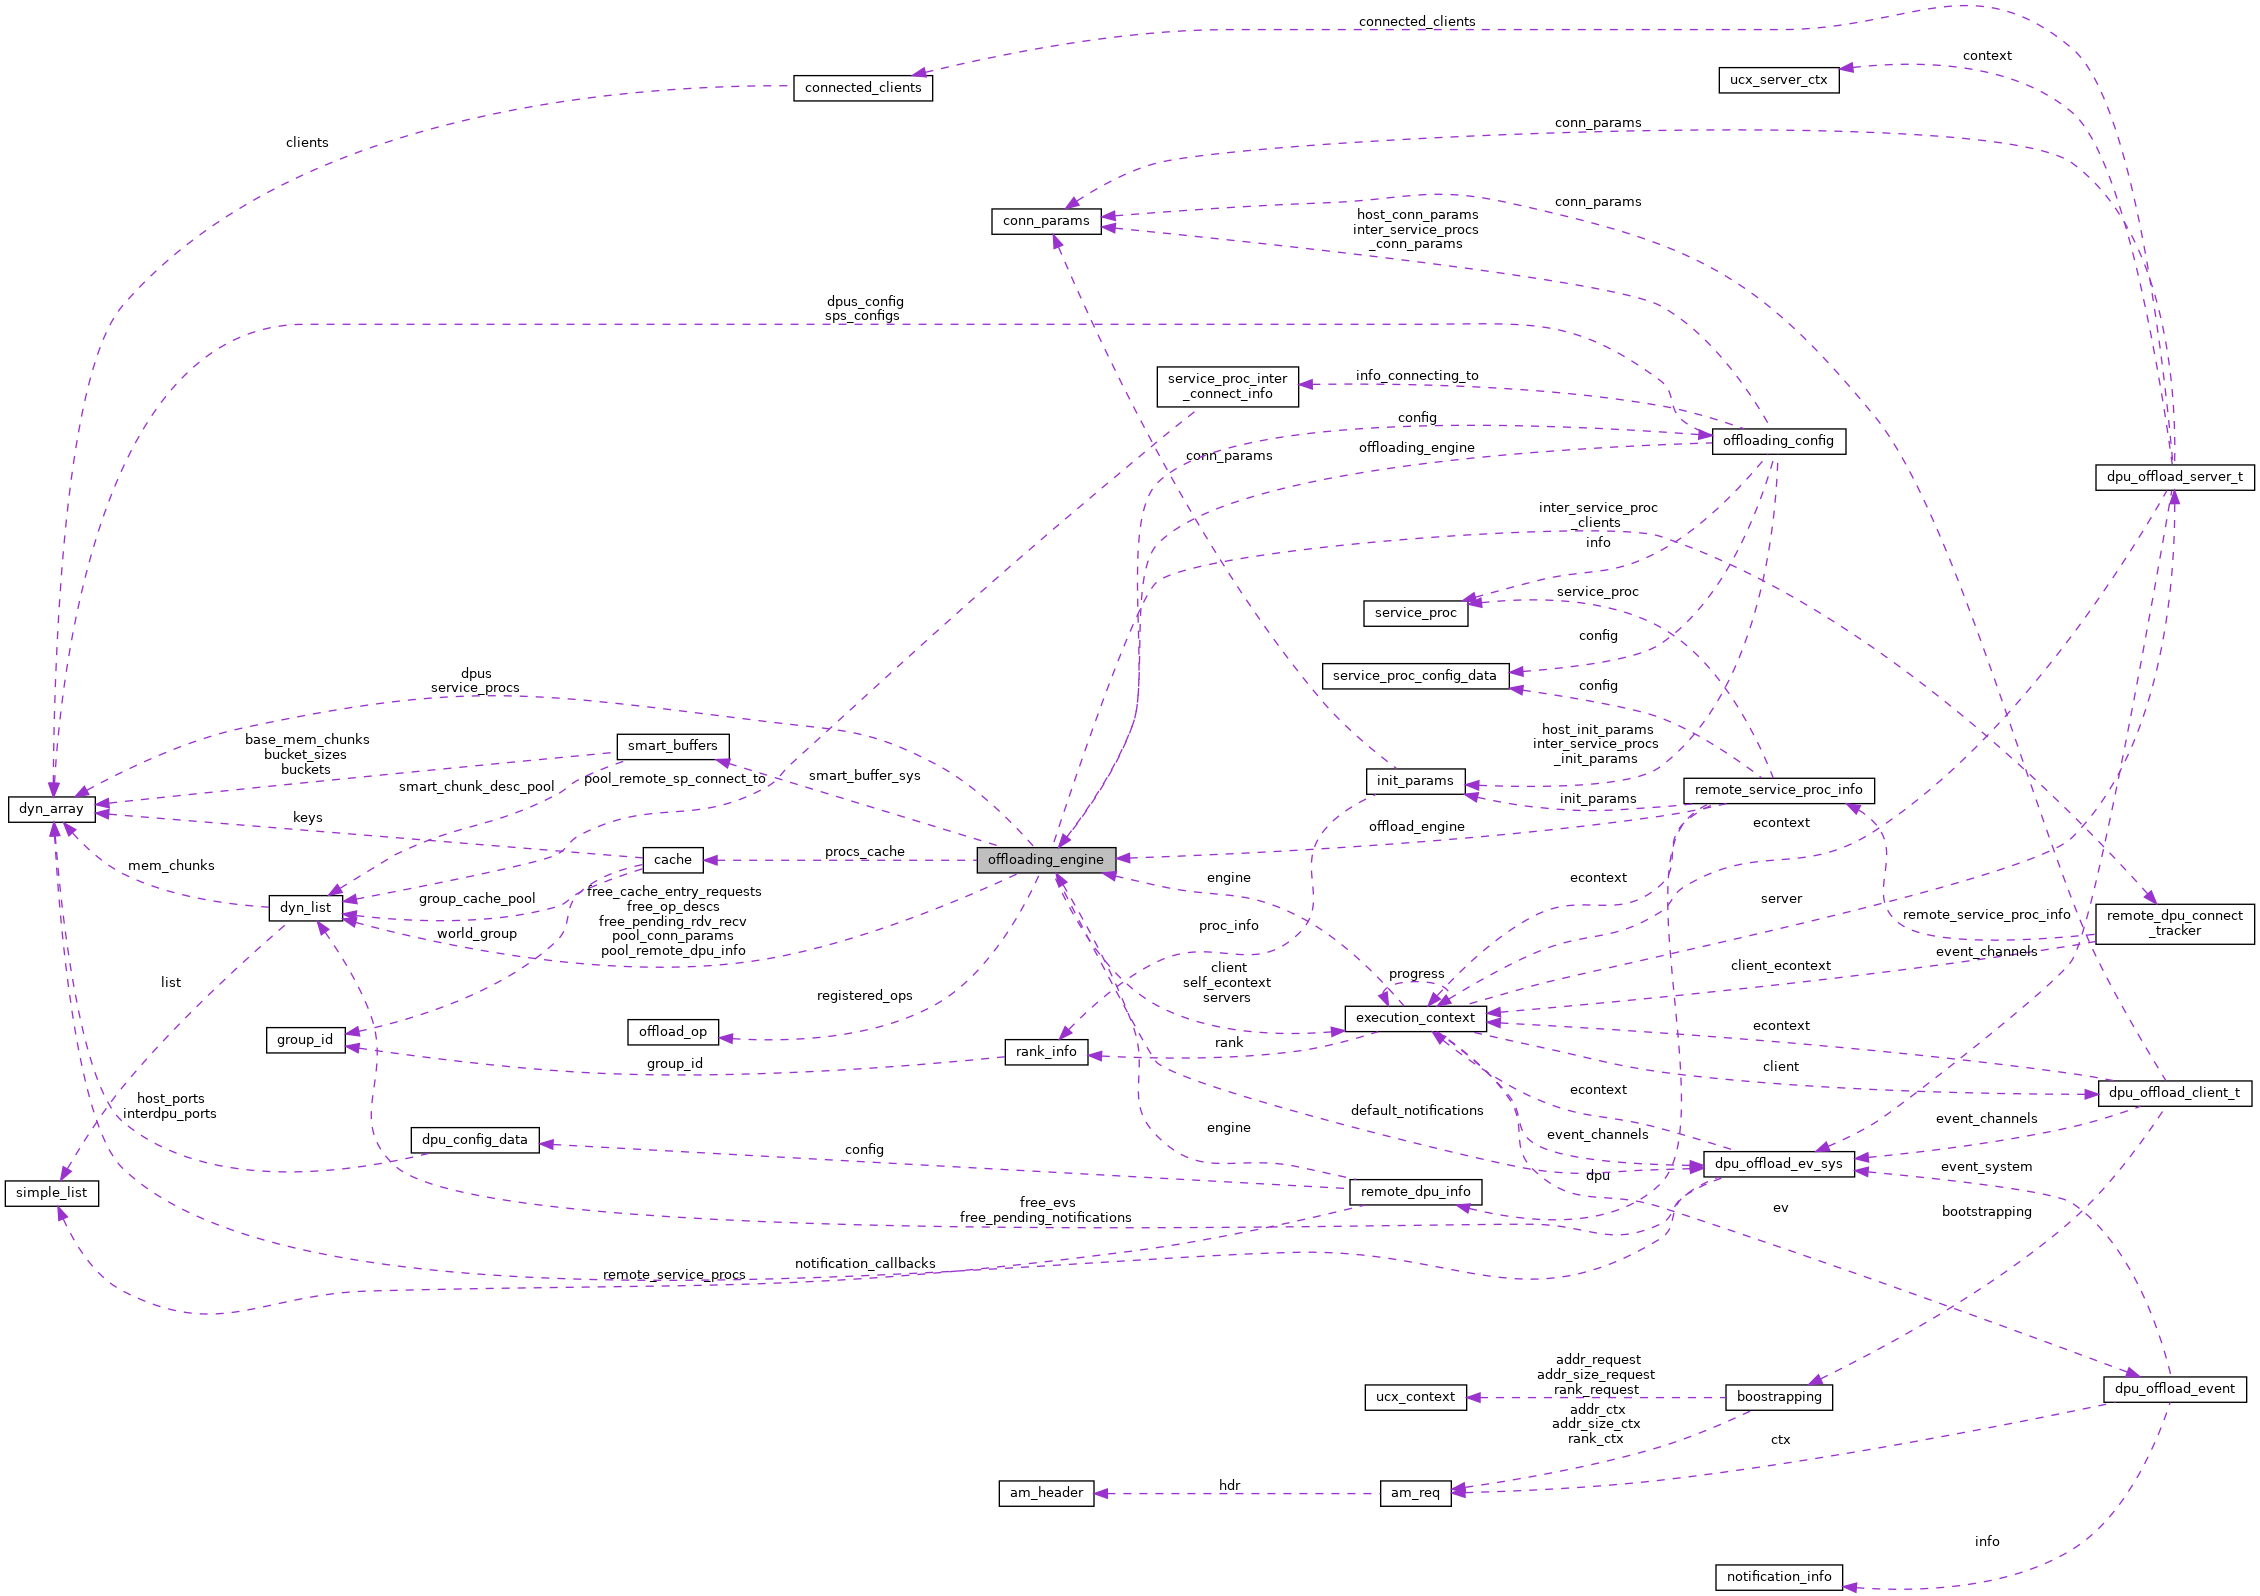 connected_clients
context
ucx_server_ctx
connected_clients
conn_params
clients
conn_params
host_conn_params
inter_service_procs
_conn_params
conn_params
dpus_config
sps_configs
service_proc_inter
_connect_info
info_connecting_to
config
offloading_config
offloading_engine
conn_params
dpu_offload_server_t
inter_service_proc
_clients
info
service_proc
service_proc
config
service_proc_config_data
config
dpus
service_procs
host_init_params
inter_service_procs
_init_params
base_mem_chunks
bucket_sizes
buckets
smart_buffers
smart_buffer_sys
smart_chunk_desc_pool
pool_remote_sp_connect_to
init_params
init_params
remote_service_proc_info
dyn_array
keys
offload_engine
econtext
mem_chunks
cache
procs_cache
offloading_engine
engine
econtext
dyn_list
group_cache_pool
free_cache_entry_requests
free_op_descs
free_pending_rdv_recv
pool_conn_params
pool_remote_dpu_info
world_group
server
proc_info
remote_service_proc_info
remote_dpu_connect
_tracker
event_channels
client_econtext
list
client
self_econtext
servers
progress
registered_ops
execution_context
econtext
group_id
offload_op
rank_info
rank
group_id
client
dpu_offload_client_t
host_ports
interdpu_ports
econtext
default_notifications
event_channels
dpu_config_data
config
engine
event_channels
dpu_offload_ev_sys
event_system
dpu
simple_list
remote_dpu_info
free_evs
free_pending_notifications
ev
bootstrapping
notification_callbacks
remote_service_procs
addr_request
addr_size_request
rank_request
ucx_context
boostrapping
dpu_offload_event
addr_ctx
addr_size_ctx
rank_ctx
ctx
am_header
hdr
am_req
info
notification_info